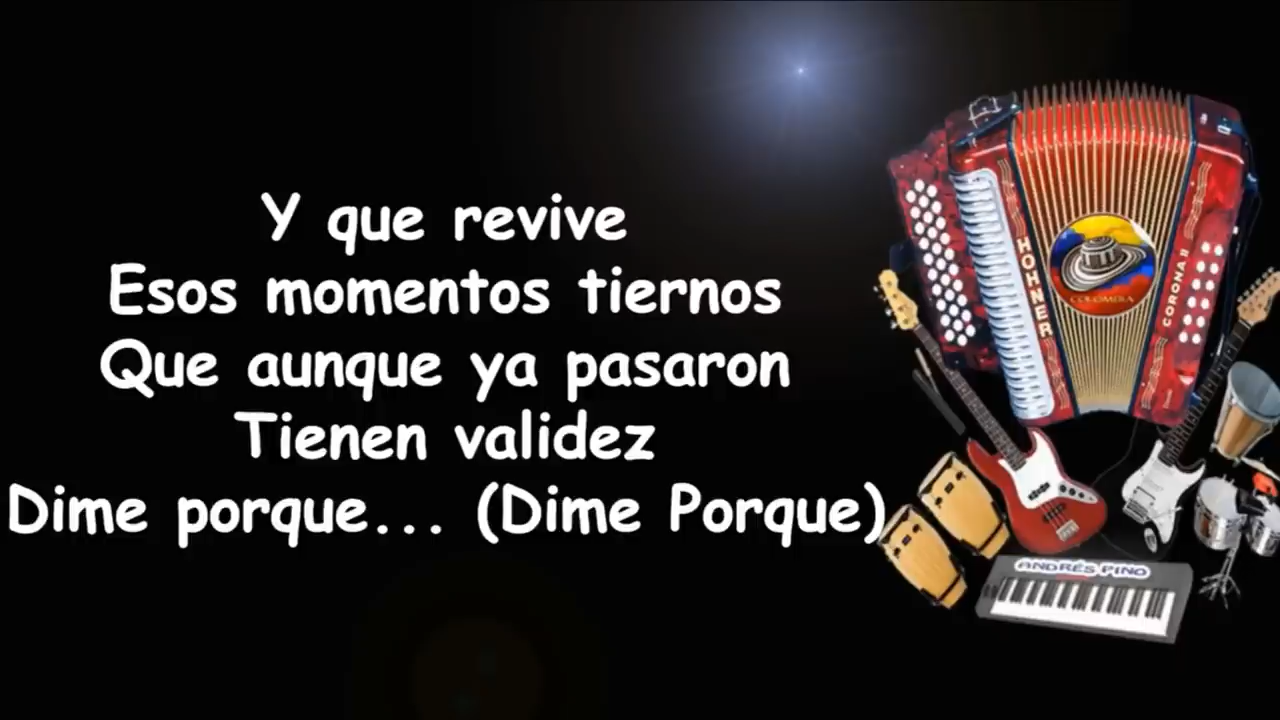 Y que revive
Esos momentos tiernos
Que aunque ya pasaron
Tienen validez
Dime porque... (Dime Porque)
HOHNER
CORONA II
COLOMBIA
ANDRÉS PINO